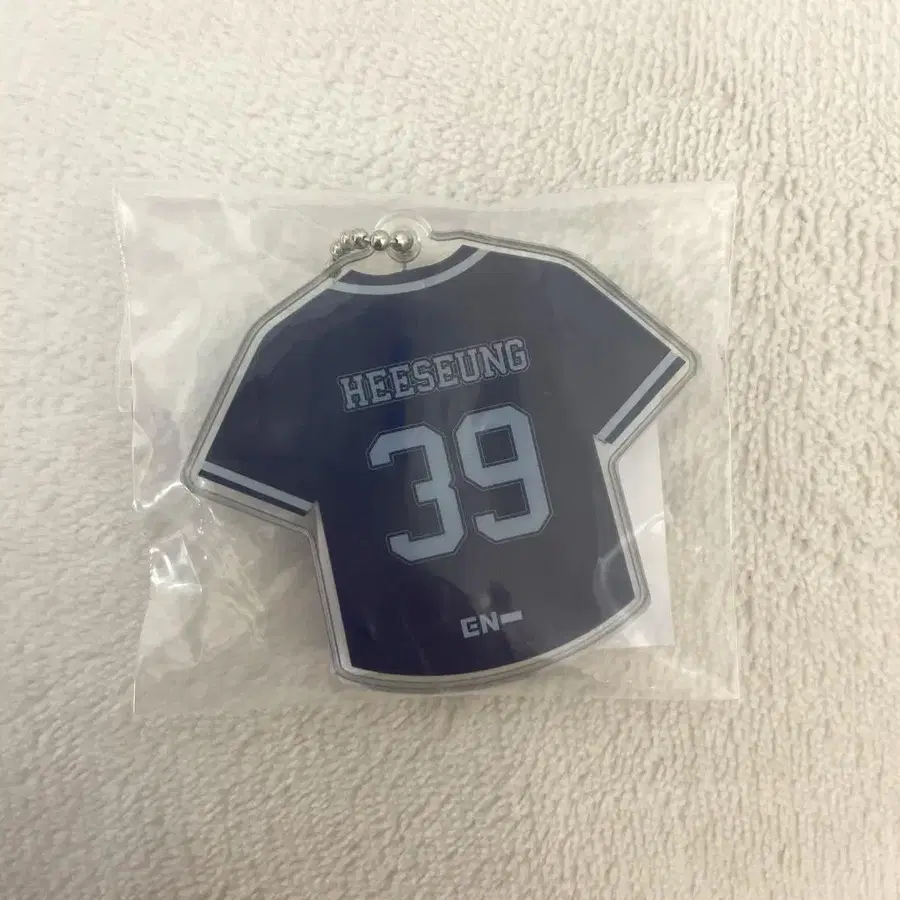 HEESEUNG
39
EN-